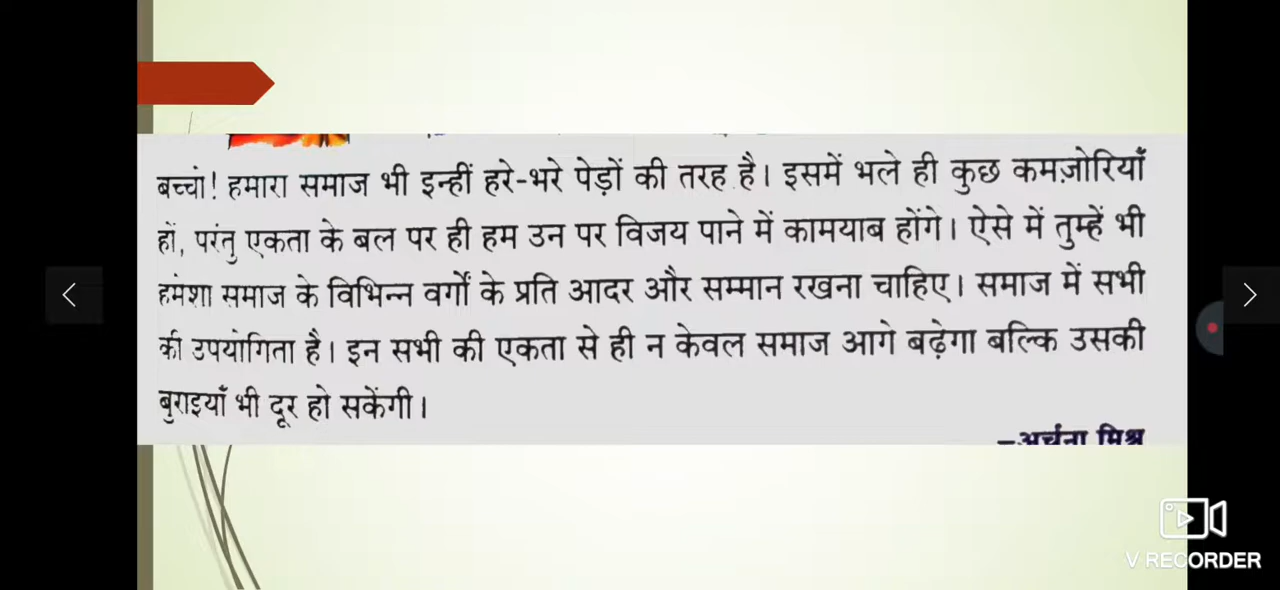 बच्चों! हमारा समाज भी इन्हीं हरे-भरे पेड़ों की तरह है। इसमें भले ही कुछ कमज़ोरियाँ
हों, परंतु एकता के बल पर ही हम उन पर विजय पाने में कामयाब होंगे। ऐसे में तुम्हें भी
हमेशा समाज के विभिन्न वर्गों के प्रति आदर और सम्मान रखना चाहिए। समाज में सभी
की उपयोगिता है। इन सभी की एकता से ही न केवल समाज आगे बढ़ेगा बल्कि उसकी
बुराइयाँ भी दूर हो सकेंगी।
–अर्चना मिश्र
V RECORDER